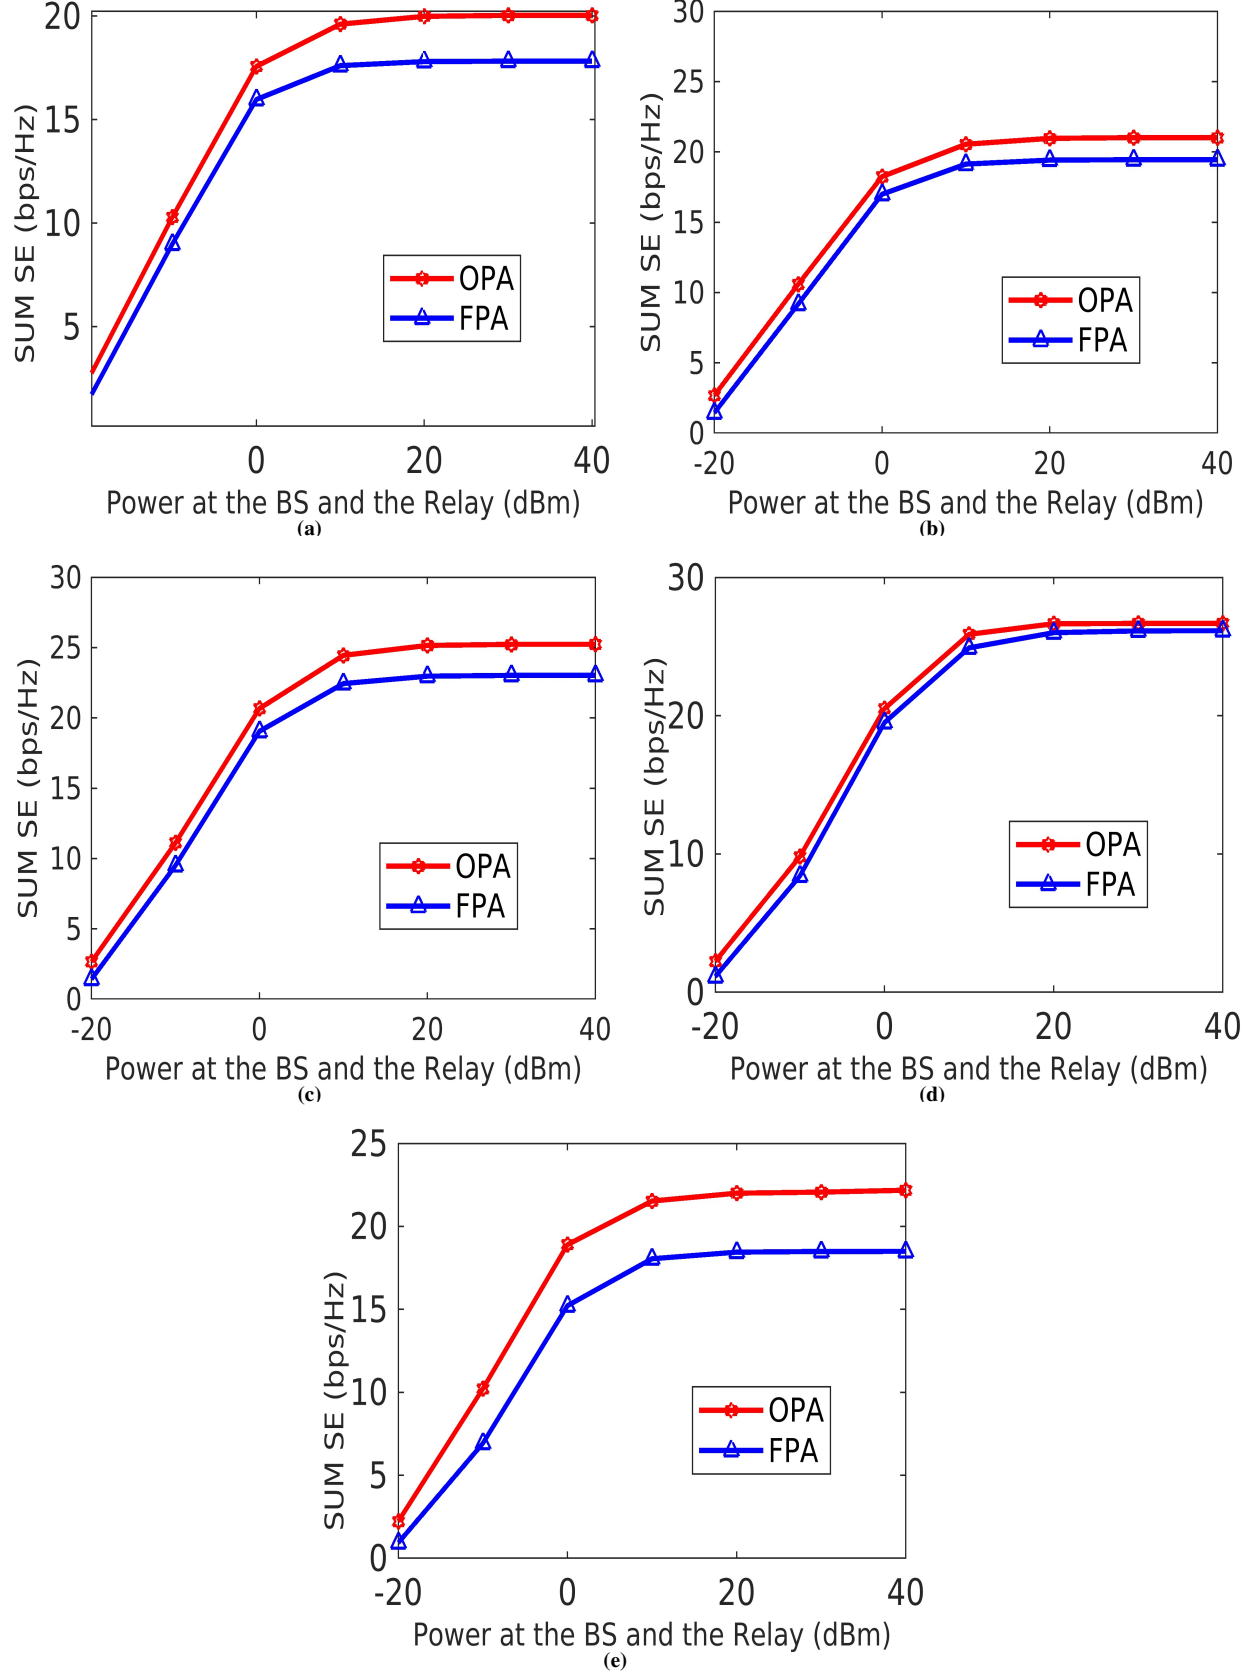 20
15
10
5
SUM SE (bps/Hz)
OPA
FPA
0 20 40
Power at the BS and the Relay (dBm)
(a)
30
25
20
15
10
5
0
SUM SE (bps/Hz)
OPA
FPA
-20 0 20 40
Power at the BS and the Relay (dBm)
(b)
30
25
20
15
10
5
0
SUM SE (bps/Hz)
OPA
FPA
-20 0 20 40
Power at the BS and the Relay (dBm)
(c)
30
20
10
0
SUM SE (bps/Hz)
OPA
FPA
-20 0 20 40
Power at the BS and the Relay (dBm)
(d)
25
20
15
10
5
0
SUM SE (bps/Hz)
OPA
FPA
-20 0 20 40
Power at the BS and the Relay (dBm)
(e)